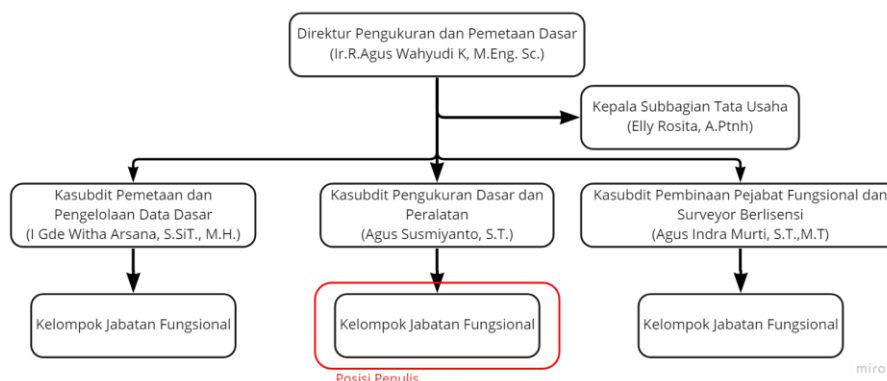 Direktur Pengukuran dan Pemetaan Dasar
(Ir.R.Agus Wahyudi K, M.Eng. Sc.)
Kepala Subbagian Tata Usaha
(Elly Rosita, A.Ptnh)
Kasubdit Pemetaan dan
Pengelolaan Data Dasar
(I Gde Witha Arsana, S.SiT., M.H.)
Kasubdit Pengukuran Dasar dan
Peralatan
(Agus Susmiyanto, S.T.)
Kasubdit Pembinaan Pejabat Fungsional dan
Surveyor Berlisensi
(Agus Indra Murti, S.T.,M.T)
Kelompok Jabatan Fungsional
Kelompok Jabatan Fungsional
Kelompok Jabatan Fungsional
Posisi Penulis
miro